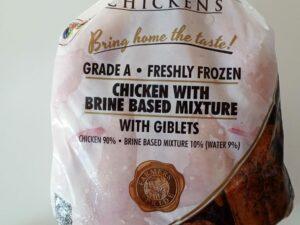 CHICKENS
Bring home the taste!
GRADE A • FRESHLY FROZEN
CHICKEN WITH
BRINE BASED MIXTURE
WITH GIBLETS
CHICKEN 90% • BRINE BASED MIXTURE 10% (WATER 9%)